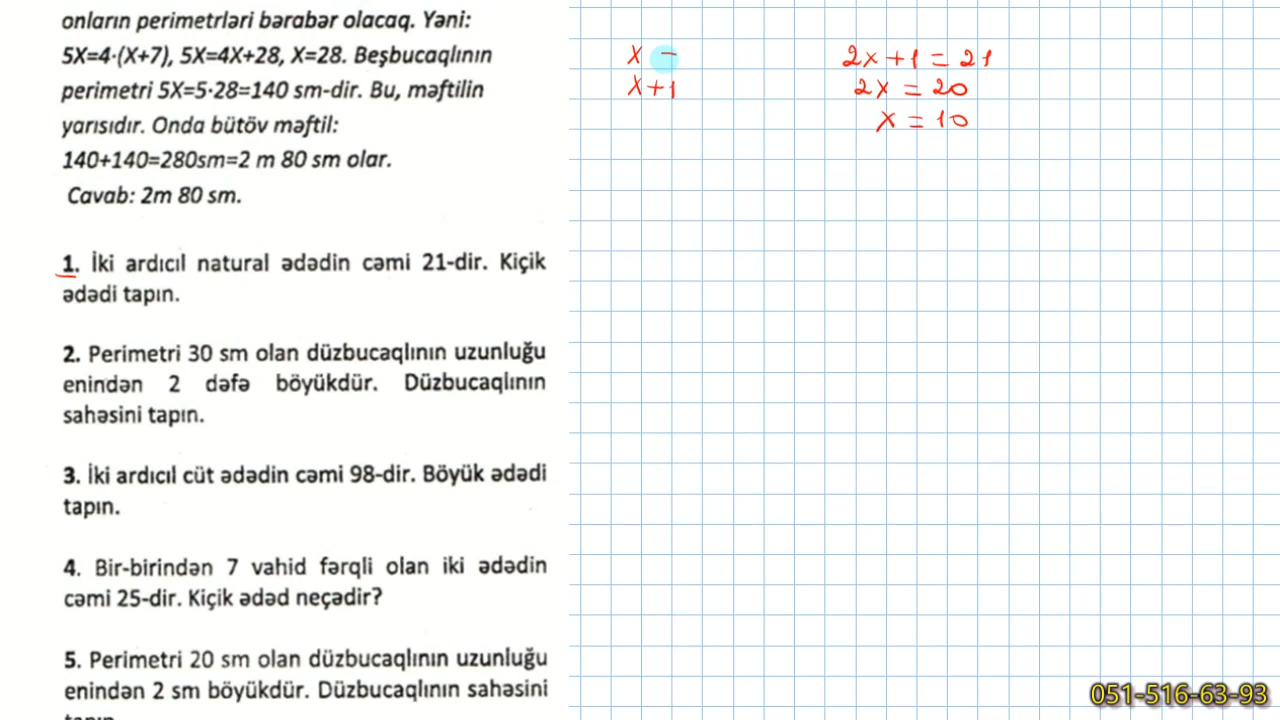 onların perimetrləri bərabər olacaq. Yəni:
5X=4·(X+7), 5X=4X+28, X=28. Beşbucaqlının
perimetri 5X=5·28=140 sm-dir. Bu, məftilin
yarısıdır. Onda bütöv məftil:
140+140=280sm=2 m 80 sm olar.
Cavab: 2m 80 sm.
1. İki ardıcıl natural ədədin cəmi 21-dir. Kiçik
ədədi tapın.
2. Perimetri 30 sm olan düzbucaqlının uzunluğu
enindən 2 dəfə böyükdür. Düzbucaqlının
sahəsini tapın.
3. İki ardıcıl cüt ədədin cəmi 98-dir. Böyük ədədi
tapın.
4. Bir-birindən 7 vahid fərqli olan iki ədədin
cəmi 25-dir. Kiçik ədəd neçədir?
5. Perimetri 20 sm olan düzbucaqlının uzunluğu
enindən 2 sm böyükdür. Düzbucaqlının sahəsini
x –
x+1
2x+1=21
2x=20
x=10
051-516-63-93